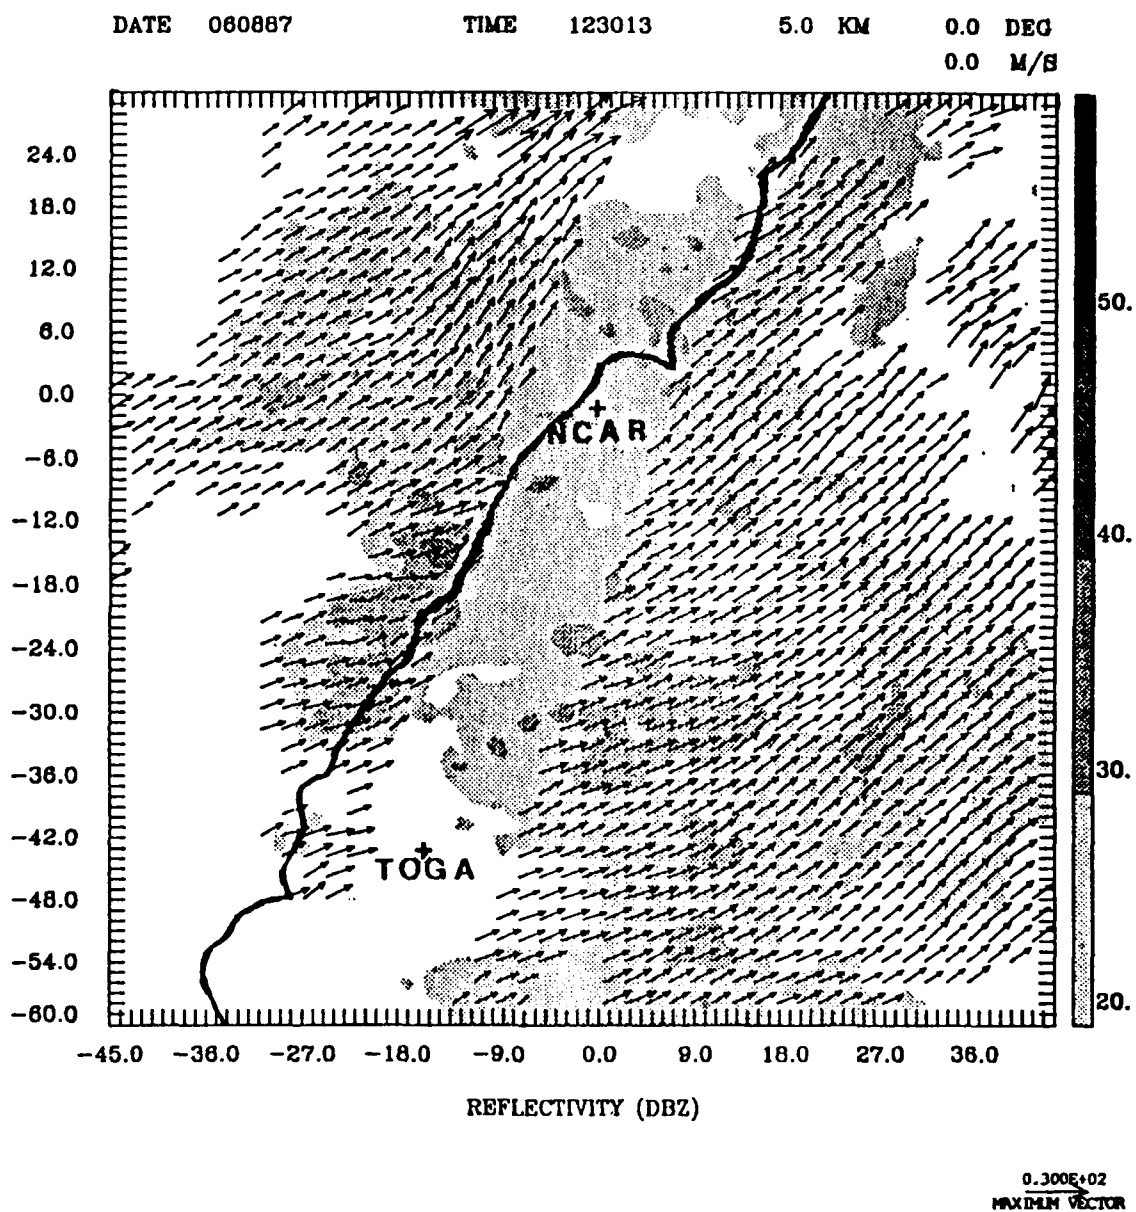 DATE 060887 TIME 123013 5.0 KM 0.0 DEG
0.0 M/S
24.0
18.0
12.0
6.0
0.0
-6.0
-12.0
-18.0
-24.0
-30.0
-36.0
-42.0
-48.0
-54.0
-60.0
NCAR
TOGA
50.
40.
30.
20.
-45.0 -36.0 -27.0 -18.0 -9.0 0.0 9.0 18.0 27.0 36.0
REFLECTIVITY (DBZ)
0.300E+02
MAXIMUM VECTOR